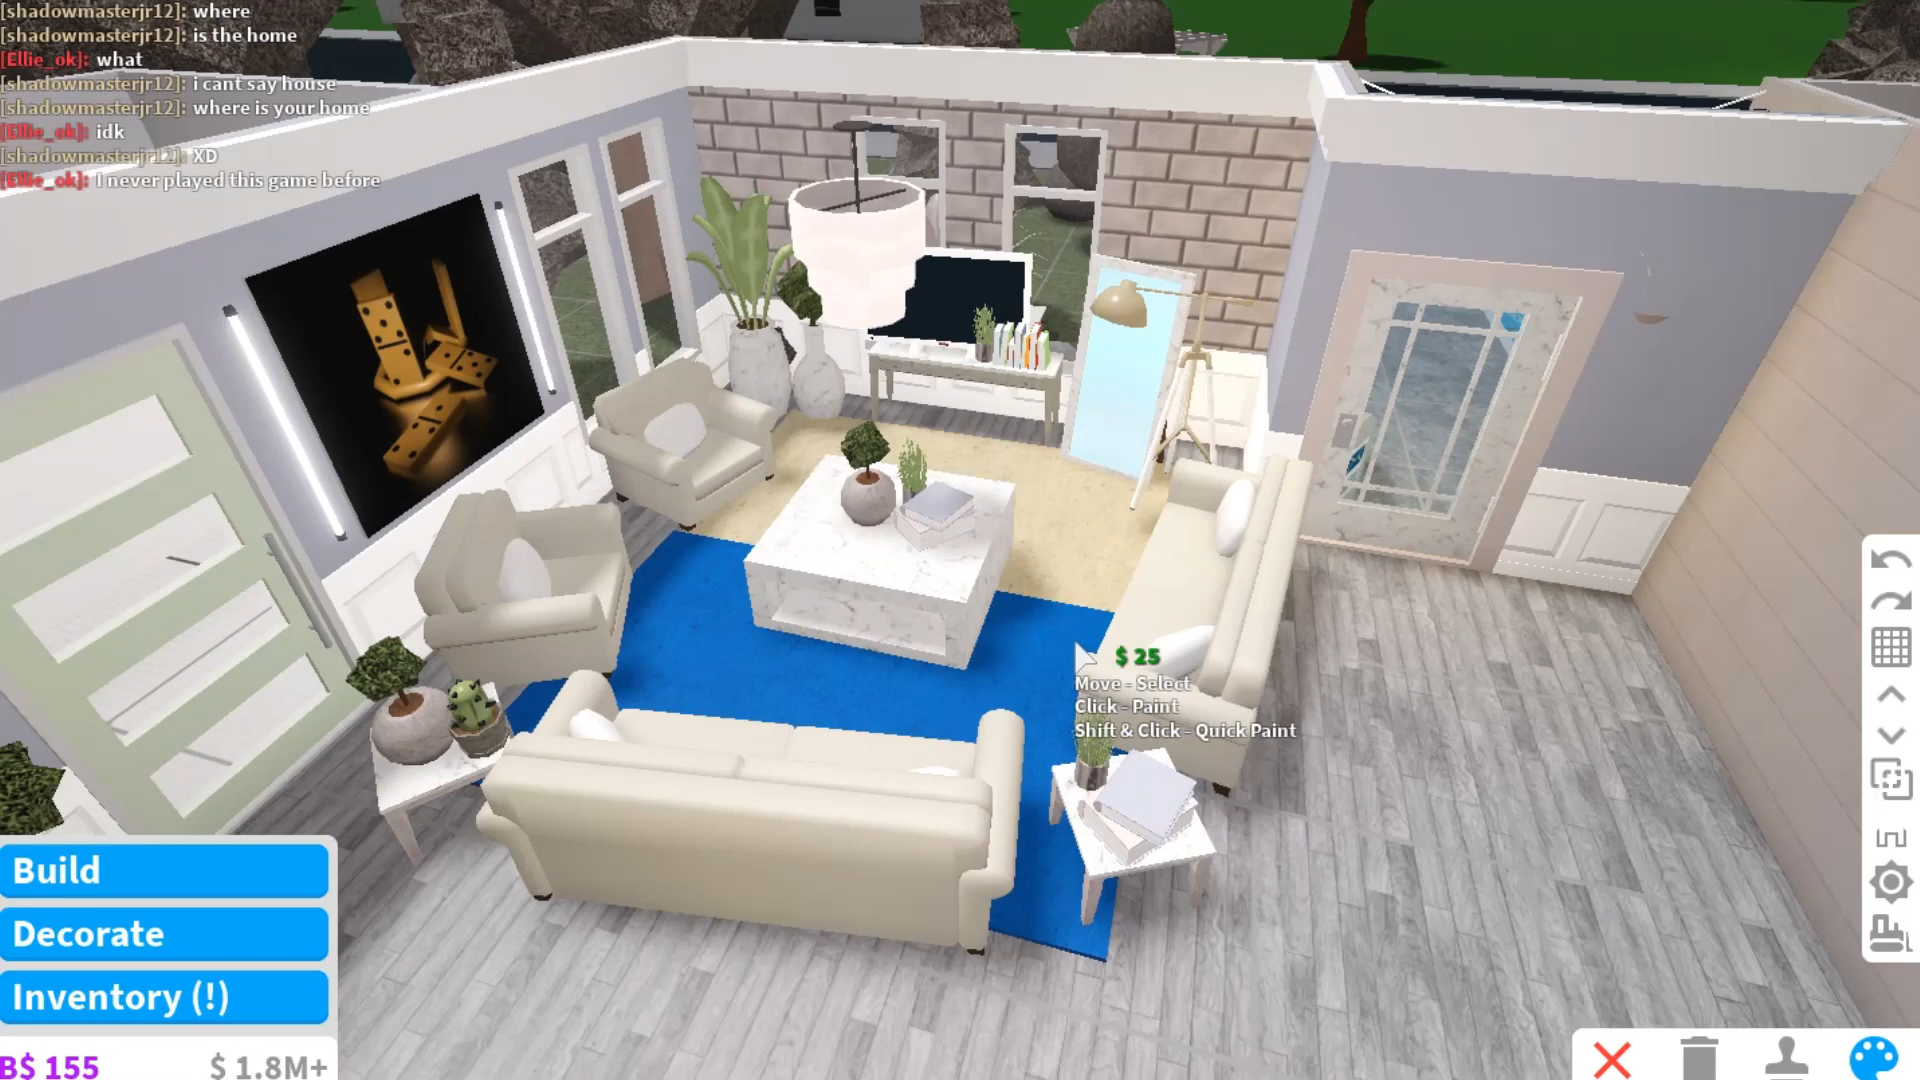 [shadowmasterjr12]: where
[shadowmasterjr12]: is the home
[Ellie_ok]: what
[shadowmasterjr12]: i cant say house
[shadowmasterjr12]: where is your home
[Ellie_ok]: idk
[shadowmasterjr12]: XD
[Ellie_ok]: I never played this game before
$ 25
Move - Select
Click - Paint
Shift & Click - Quick Paint
Build
Decorate
Inventory (!)
B$ 155 $ 1.8M+